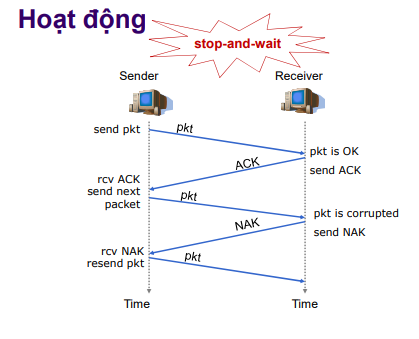 Hoạt động
stop-and-wait
Sender
Receiver
send pkt
pkt
pkt is OK
ACK
send ACK
rcv ACK
send next
packet
pkt
pkt is corrupted
NAK
send NAK
rcv NAK
resend pkt
pkt
Time
Time